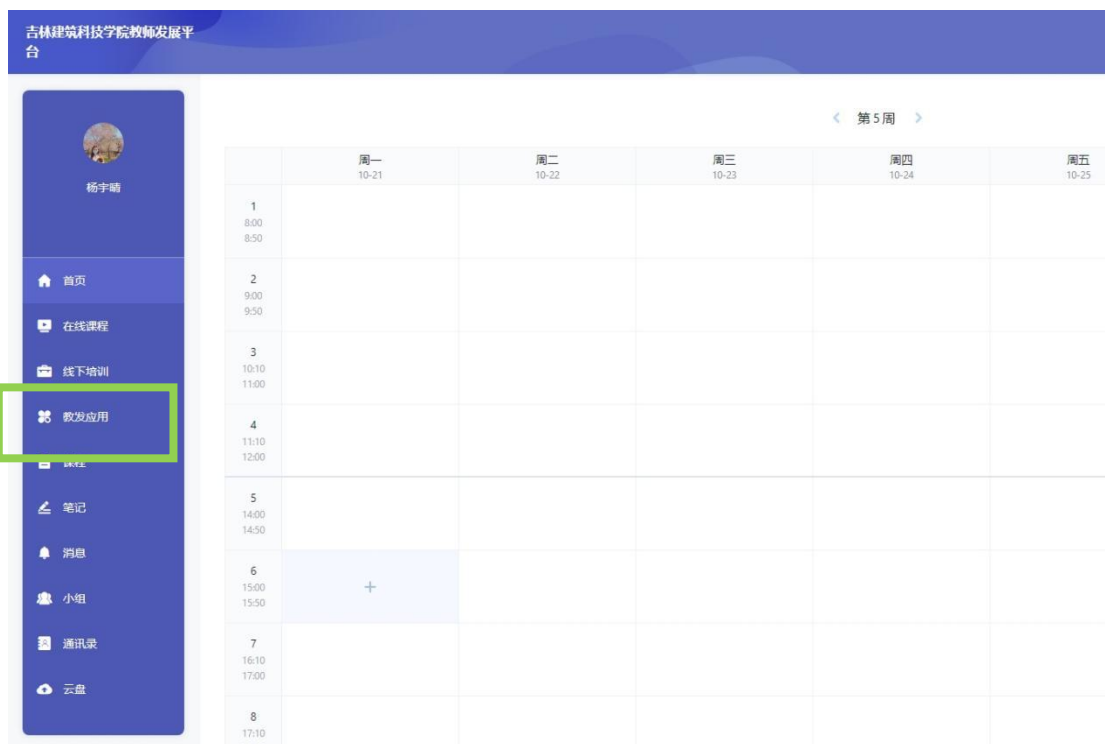 吉林建筑科技学院教师发展平
台
杨宇晴
首页
在线课程
线下培训
教发应用
课程
笔记
消息
小组
通讯录
云盘
第5周
周一 周二 周三 周四 周五
10-21 10-22 10-23 10-24 10-25
1
8:00
8:50
2
9:00
9:50
3
10:10
11:00
4
11:10
12:00
5
14:00
14:50
6
15:00
15:50
+
7
16:10
17:00
8
17:10